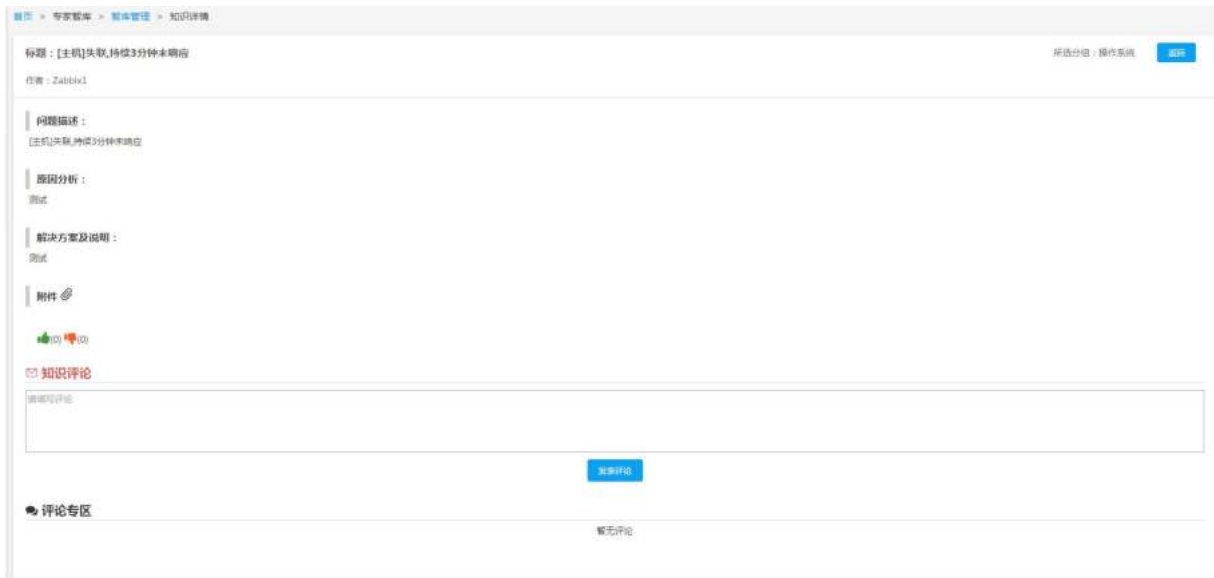 首页 > 专家智库 > 智库管理 > 知识详情
标题：[主机]失联,持续3分钟未响应
所选分组：操作系统 返回
作者：Zabbix1
问题描述：
[主机]失联,持续3分钟未响应
原因分析：
测试
解决方案及说明：
测试
附件
(0) (0)
知识评论
请填写评论
发表评论
评论专区
暂无评论